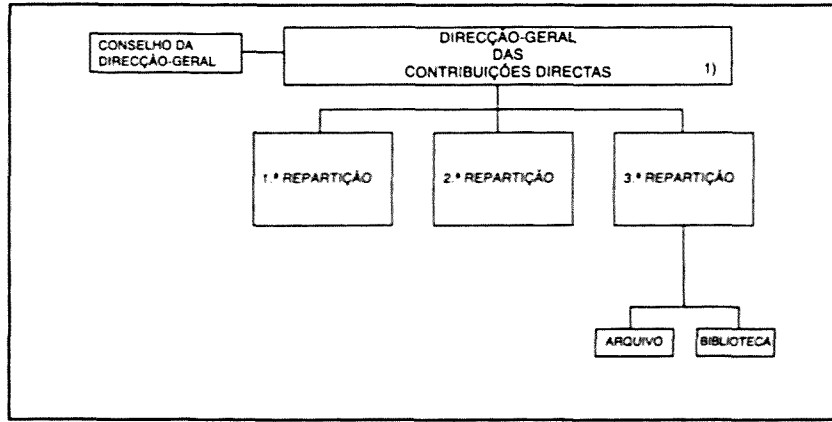 CONSELHO DA
DIRECÇÃO-GERAL
DIRECÇÃO-GERAL
DAS
CONTRIBUIÇÕES DIRECTAS 1)
1.ª REPARTIÇÃO
2.ª REPARTIÇÃO
3.ª REPARTIÇÃO
ARQUIVO
BIBLIOTECA